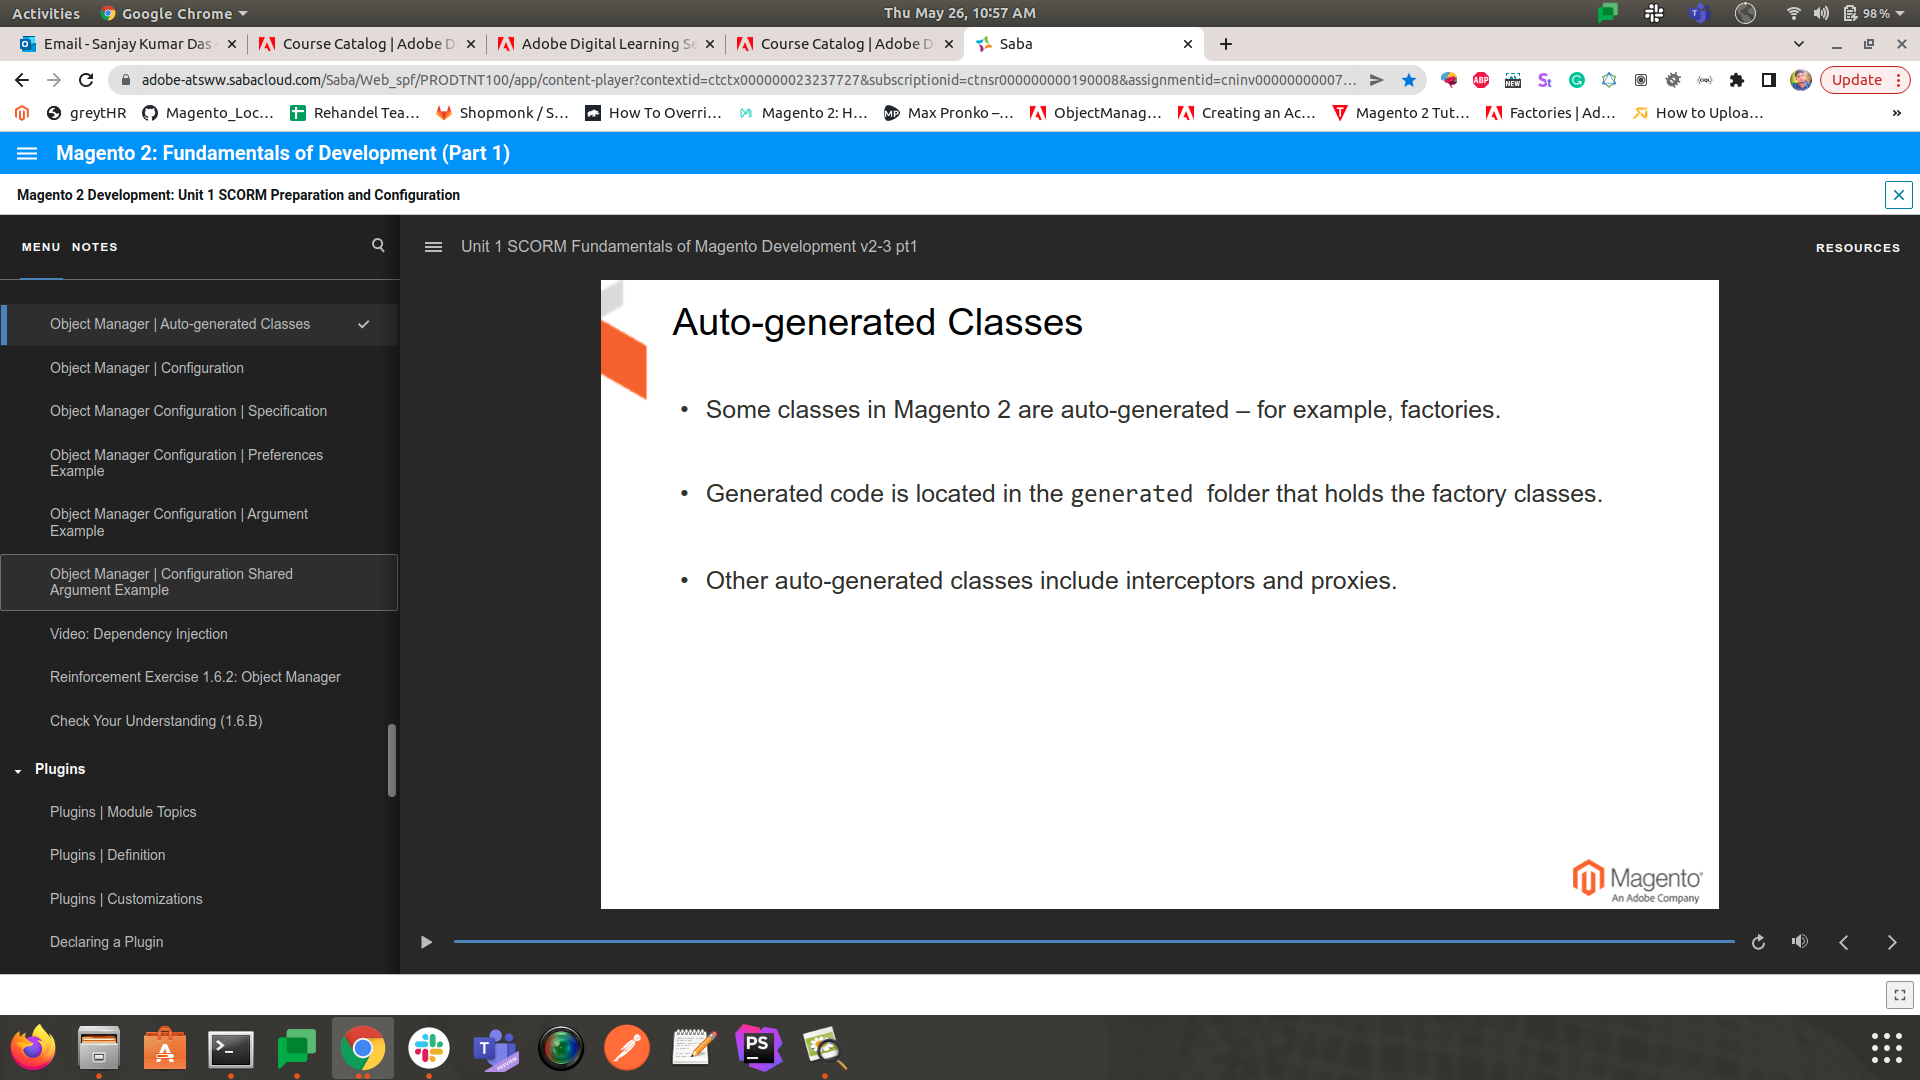 Activities
Google Chrome
Thu May 26, 10:57 AM
98 %
Email - Sanjay Kumar Das
Course Catalog | Adobe D
Adobe Digital Learning Se
Course Catalog | Adobe D
Saba
adobe-atsww.sabacloud.com/Saba/Web_spf/PRODTNT100/app/content-player?contextid=ctctx000000023237727&subscriptionid=ctnsr000000000190008&assignmentid=cninv00000000007...
ABP
NEW
Update
greytHR
Magento_Loc...
Rehandel Tea...
Shopmonk / S...
How To Overri...
Magento 2: H...
Max Pronko –...
ObjectManag...
Creating an Ac...
Magento 2 Tut...
Factories | Ad...
How to Uploa...
»
Magento 2: Fundamentals of Development (Part 1)
Magento 2 Development: Unit 1 SCORM Preparation and Configuration
MENU NOTES
Unit 1 SCORM Fundamentals of Magento Development v2-3 pt1
RESOURCES
Object Manager | Auto-generated Classes
Object Manager | Configuration
Object Manager Configuration | Specification
Object Manager Configuration | Preferences
Example
Object Manager Configuration | Argument
Example
Object Manager | Configuration Shared
Argument Example
Video: Dependency Injection
Reinforcement Exercise 1.6.2: Object Manager
Check Your Understanding (1.6.B)
Plugins
Plugins | Module Topics
Plugins | Definition
Plugins | Customizations
Declaring a Plugin
Auto-generated Classes
• Some classes in Magento 2 are auto-generated – for example, factories.
• Generated code is located in the generated folder that holds the factory classes.
• Other auto-generated classes include interceptors and proxies.
Magento
An Adobe Company
PS